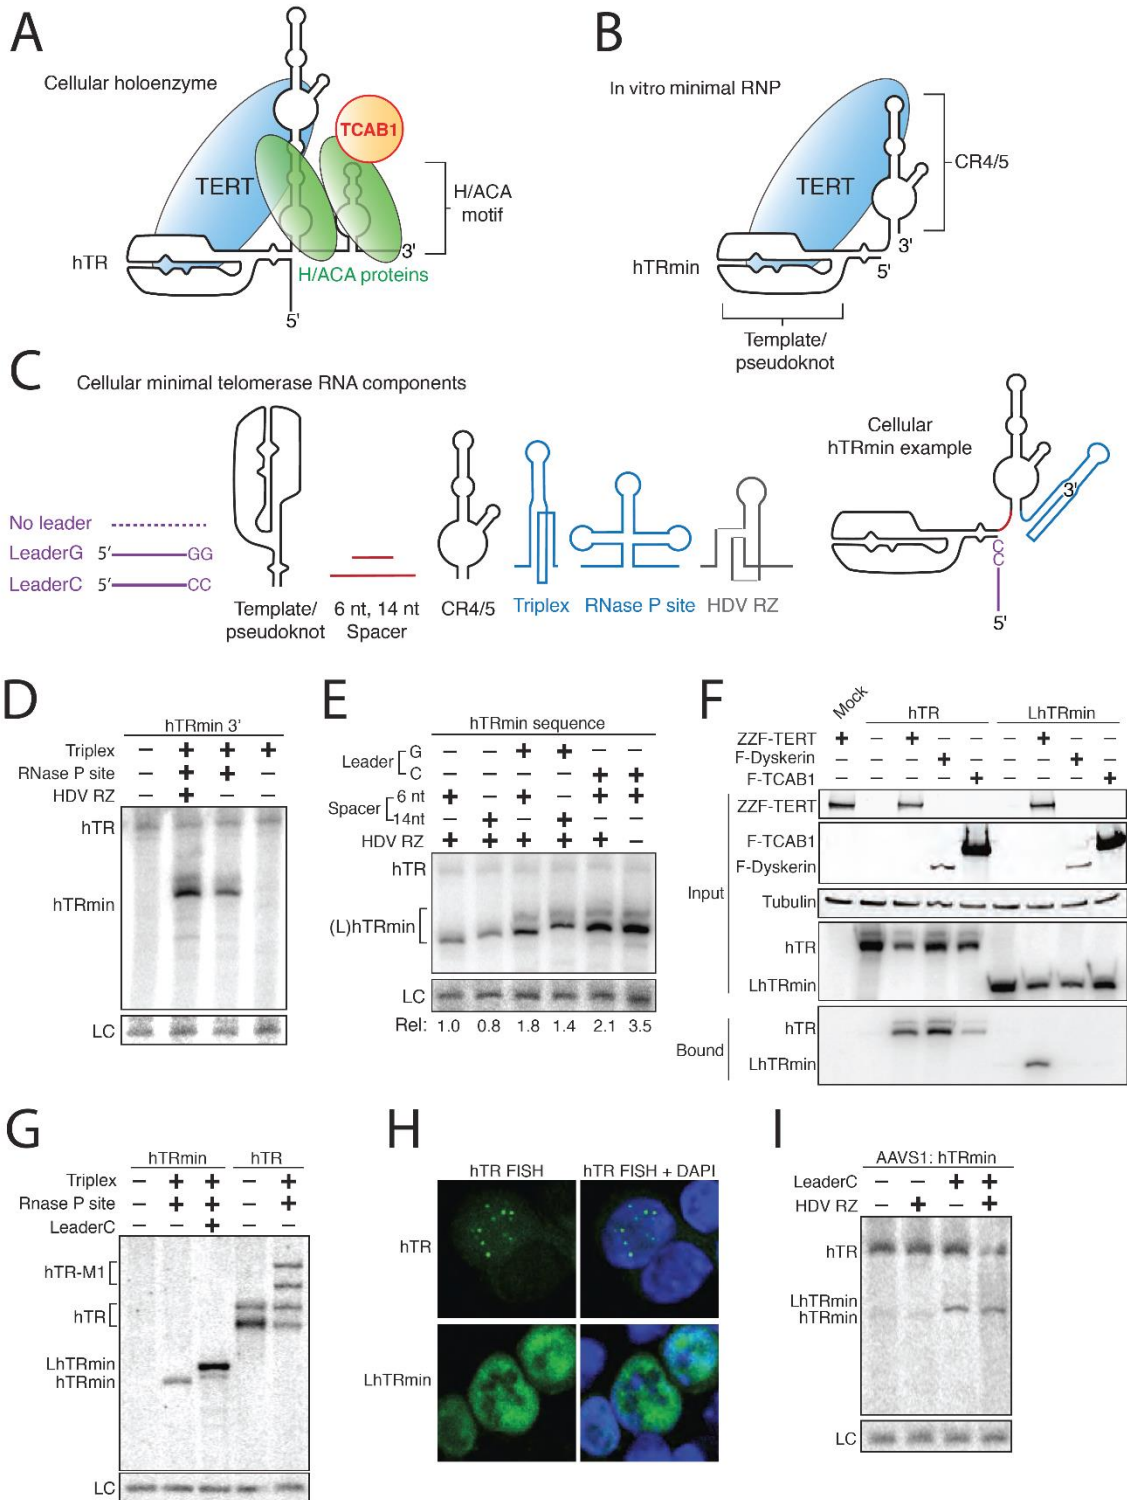 A
Cellular holoenzyme
TCAB1
TERT
H/ACA
motif
hTR
3'
H/ACA proteins
5'
B
In vitro minimal RNP
TERT
CR4/5
hTRmin
3'
5'
Template/
pseudoknot
C
Cellular minimal telomerase RNA components
No leader
LeaderG 5' GG
LeaderC 5' CC
Template/
pseudoknot
6 nt, 14 nt
Spacer
CR4/5
Triplex
RNase P site
HDV RZ
Cellular
hTRmin example
3'
C
C
5'
D
hTRmin 3'
Triplex – + + +
RNase P site – + + –
HDV RZ – + – –
hTR
hTRmin
LC
E
hTRmin sequence
Leader G – – + + – –
C – – – – + +
Spacer 6 nt + – + – + +
14nt – + – + – –
HDV RZ + + + + + –
hTR
(L)hTRmin
LC
Rel: 1.0 0.8 1.8 1.4 2.1 3.5
F
Mock hTR LhTRmin
ZZF-TERT + – + – – – + – –
F-Dyskerin – – – + – – – + –
F-TCAB1 – – – – + – – – +
Input
ZZF-TERT
F-TCAB1
F-Dyskerin
Tubulin
hTR
LhTRmin
Bound
hTR
LhTRmin
G
hTRmin hTR
Triplex – + + – +
Rnase P site – + + – +
LeaderC – – + – –
hTR-M1
hTR
LhTRmin
hTRmin
LC
H
hTR FISH hTR FISH + DAPI
hTR
LhTRmin
I
AAVS1: hTRmin
LeaderC – – + +
HDV RZ – + – +
hTR
LhTRmin
hTRmin
LC